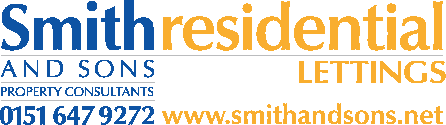 Smith residential
AND SONS LETTINGS
PROPERTY CONSULTANTS
0151 647 9272 www.smithandsons.net